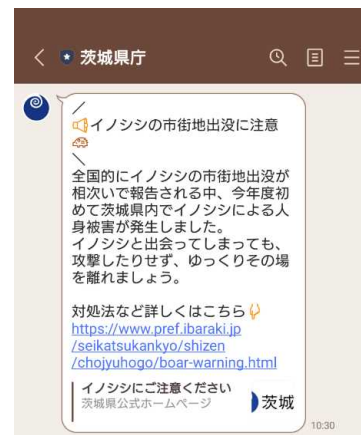 茨城県庁
/
イノシシの市街地出没に注意
\
全国的にイノシシの市街地出没が
相次いで報告される中、今年度初
めて茨城県内でイノシシによる人
身被害が発生しました。
イノシシと出会ってしまっても、
攻撃したりせず、ゆっくりその場
を離れましょう。
対処法など詳しくはこちら
https://www.pref.ibaraki.jp
/seikatsukankyo/shizen
/chojyuhogo/boar-warning.html
イノシシにご注意ください
茨城県公式ホームページ
茨城
10:30